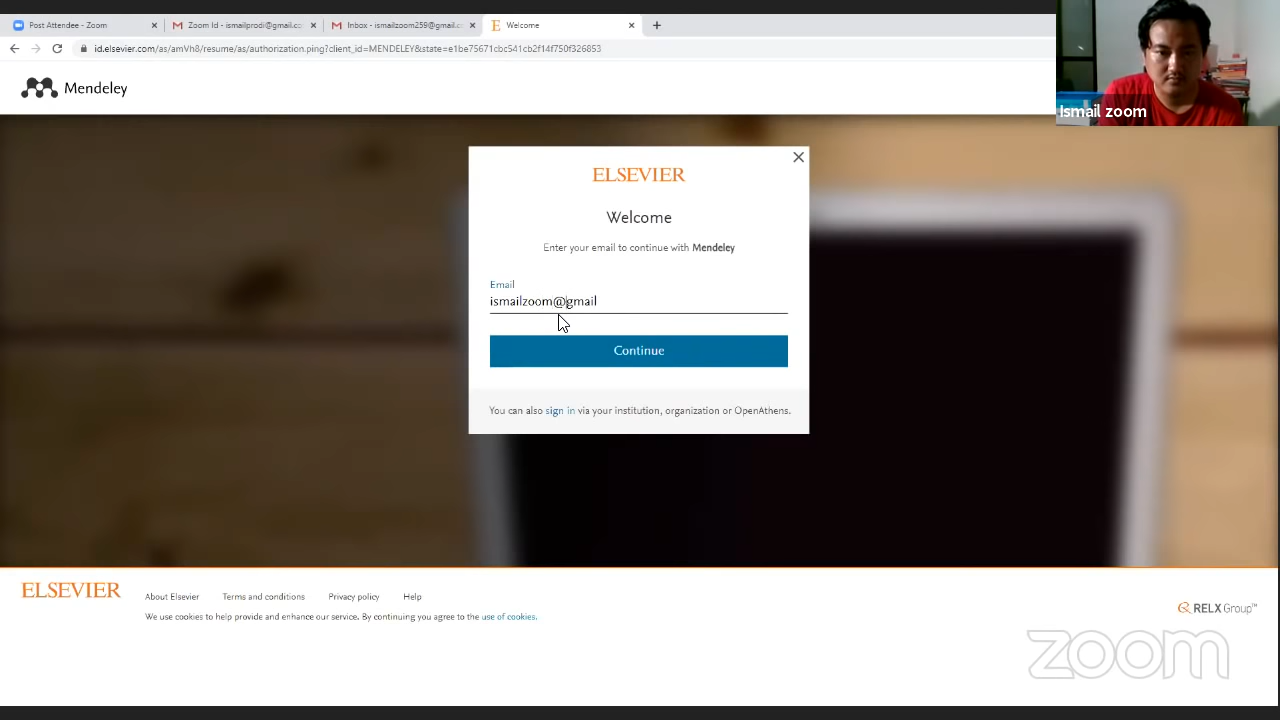 Post Attendee - Zoom
Zoom Id - ismailprodi@gmail.co
Inbox - ismailzoom259@gmail.c
Welcome
id.elsevier.com/as/amVh8/resume/as/authorization.ping?client_id=MENDELEY&state=e1be75671cbc541cb2f14f750f326853
Mendeley
Ismail zoom
ELSEVIER
Welcome
Enter your email to continue with Mendeley
Email
ismailzoom@gmail
Continue
You can also sign in via your institution, organization or OpenAthens.
ELSEVIER
About Elsevier Terms and conditions Privacy policy Help
We use cookies to help provide and enhance our service. By continuing you agree to the use of cookies.
RELX Group™
zoom